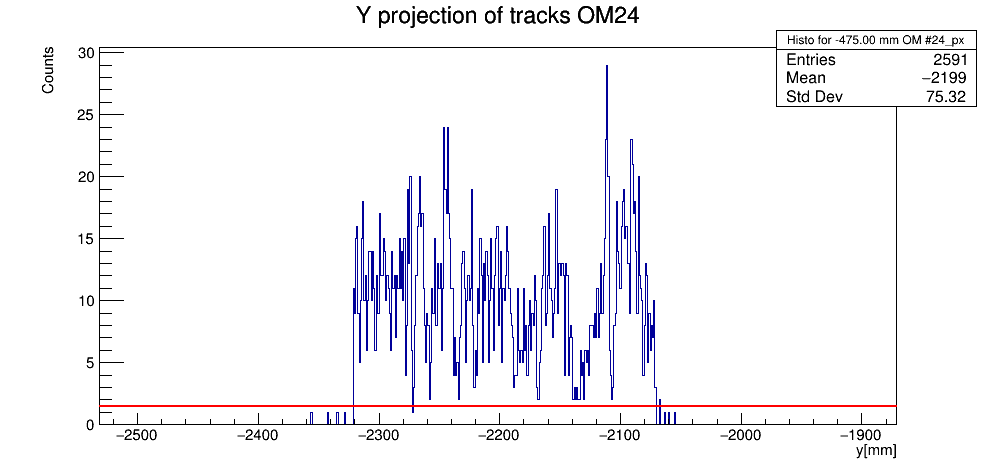 Y projection of tracks OM24
Histo for -475.00 mm OM #24_px
Entries 2591
Mean −2199
Std Dev 75.32
Counts
30
25
20
15
10
5
0
−2500 −2400 −2300 −2200 −2100 −2000 −1900
y[mm]